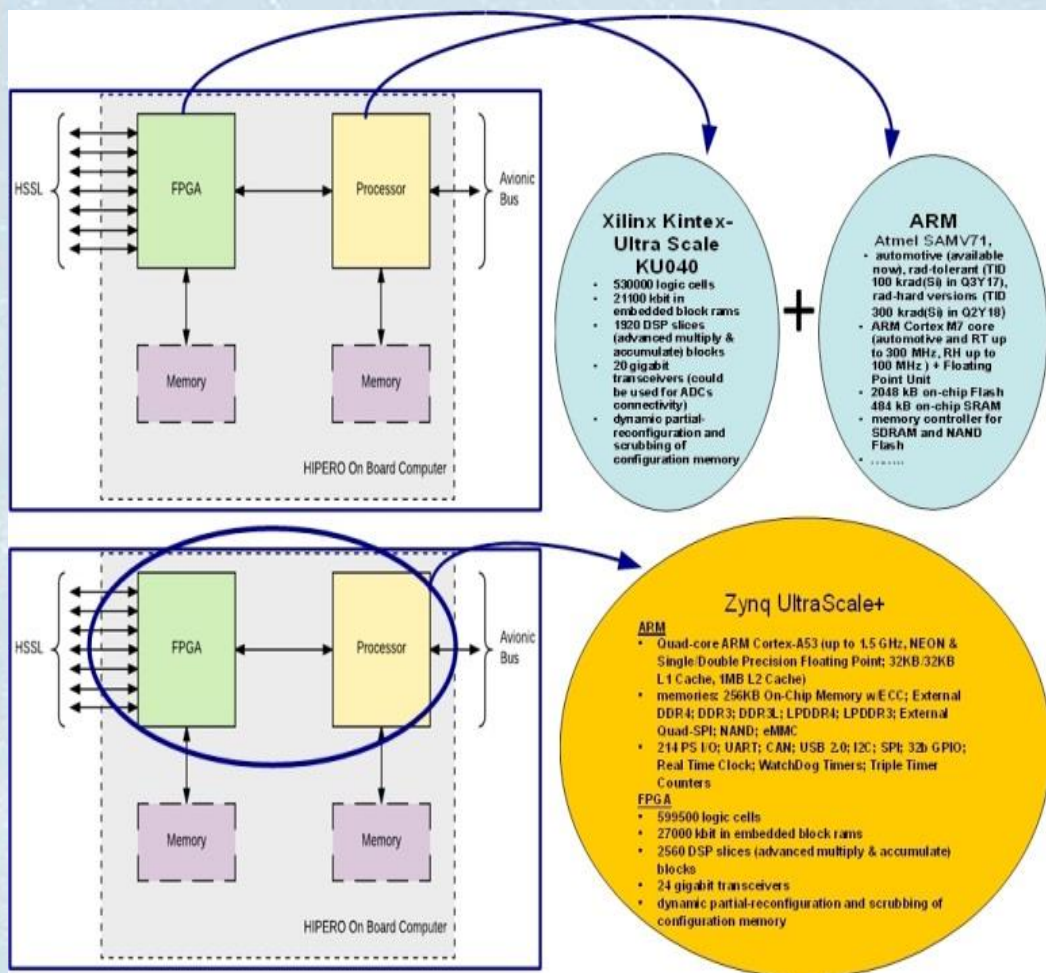 HSSL
FPGA
Processor
Avionic
Bus
Memory
Memory
HIPERO On Board Computer
Xilinx Kintex-
Ultra Scale
KU040
• 530000 logic cells
• 21100 kbit in
embedded block rams
• 1920 DSP slices
(advanced multiply &
accumulate) blocks
• 20 gigabit
transceivers (could
be used for ADCs
connectivity)
• dynamic partial-
reconfiguration and
scrubbing of
configuration memory
+
ARM
Atmel SAMV71,
• automotive (available
now), rad-tolerant (TID
100 krad(Si) in Q3Y17),
rad-hard versions (TID
300 krad(Si) in Q2Y18)
• ARM Cortex M7 core
(automotive and RT up
to 300 MHz, RH up to
100 MHz ) + Floating
Point Unit
• 2048 kB on-chip Flash
484 kB on-chip SRAM
• memory controller for
SDRAM and NAND
Flash
• ........
HSSL
FPGA
Processor
Avionic
Bus
Memory
Memory
HIPERO On Board Computer
Zynq UltraScale+
ARM
• Quad-core ARM Cortex-A53 (up to 1.5 GHz, NEON &
Single/Double Precision Floating Point; 32KB/32KB
L1 Cache, 1MB L2 Cache)
• memories: 256KB On-Chip Memory w/ECC; External
DDR4; DDR3; DDR3L; LPDDR4; LPDDR3; External
Quad-SPI; NAND; eMMC
• 214 PS I/O; UART; CAN; USB 2.0; I2C; SPI; 32b GPIO;
Real Time Clock; WatchDog Timers; Triple Timer
Counters
FPGA
• 599500 logic cells
• 27000 kbit in embedded block rams
• 2560 DSP slices (advanced multiply & accumulate)
blocks
• 24 gigabit transceivers
• dynamic partial-reconfiguration and scrubbing of
configuration memory